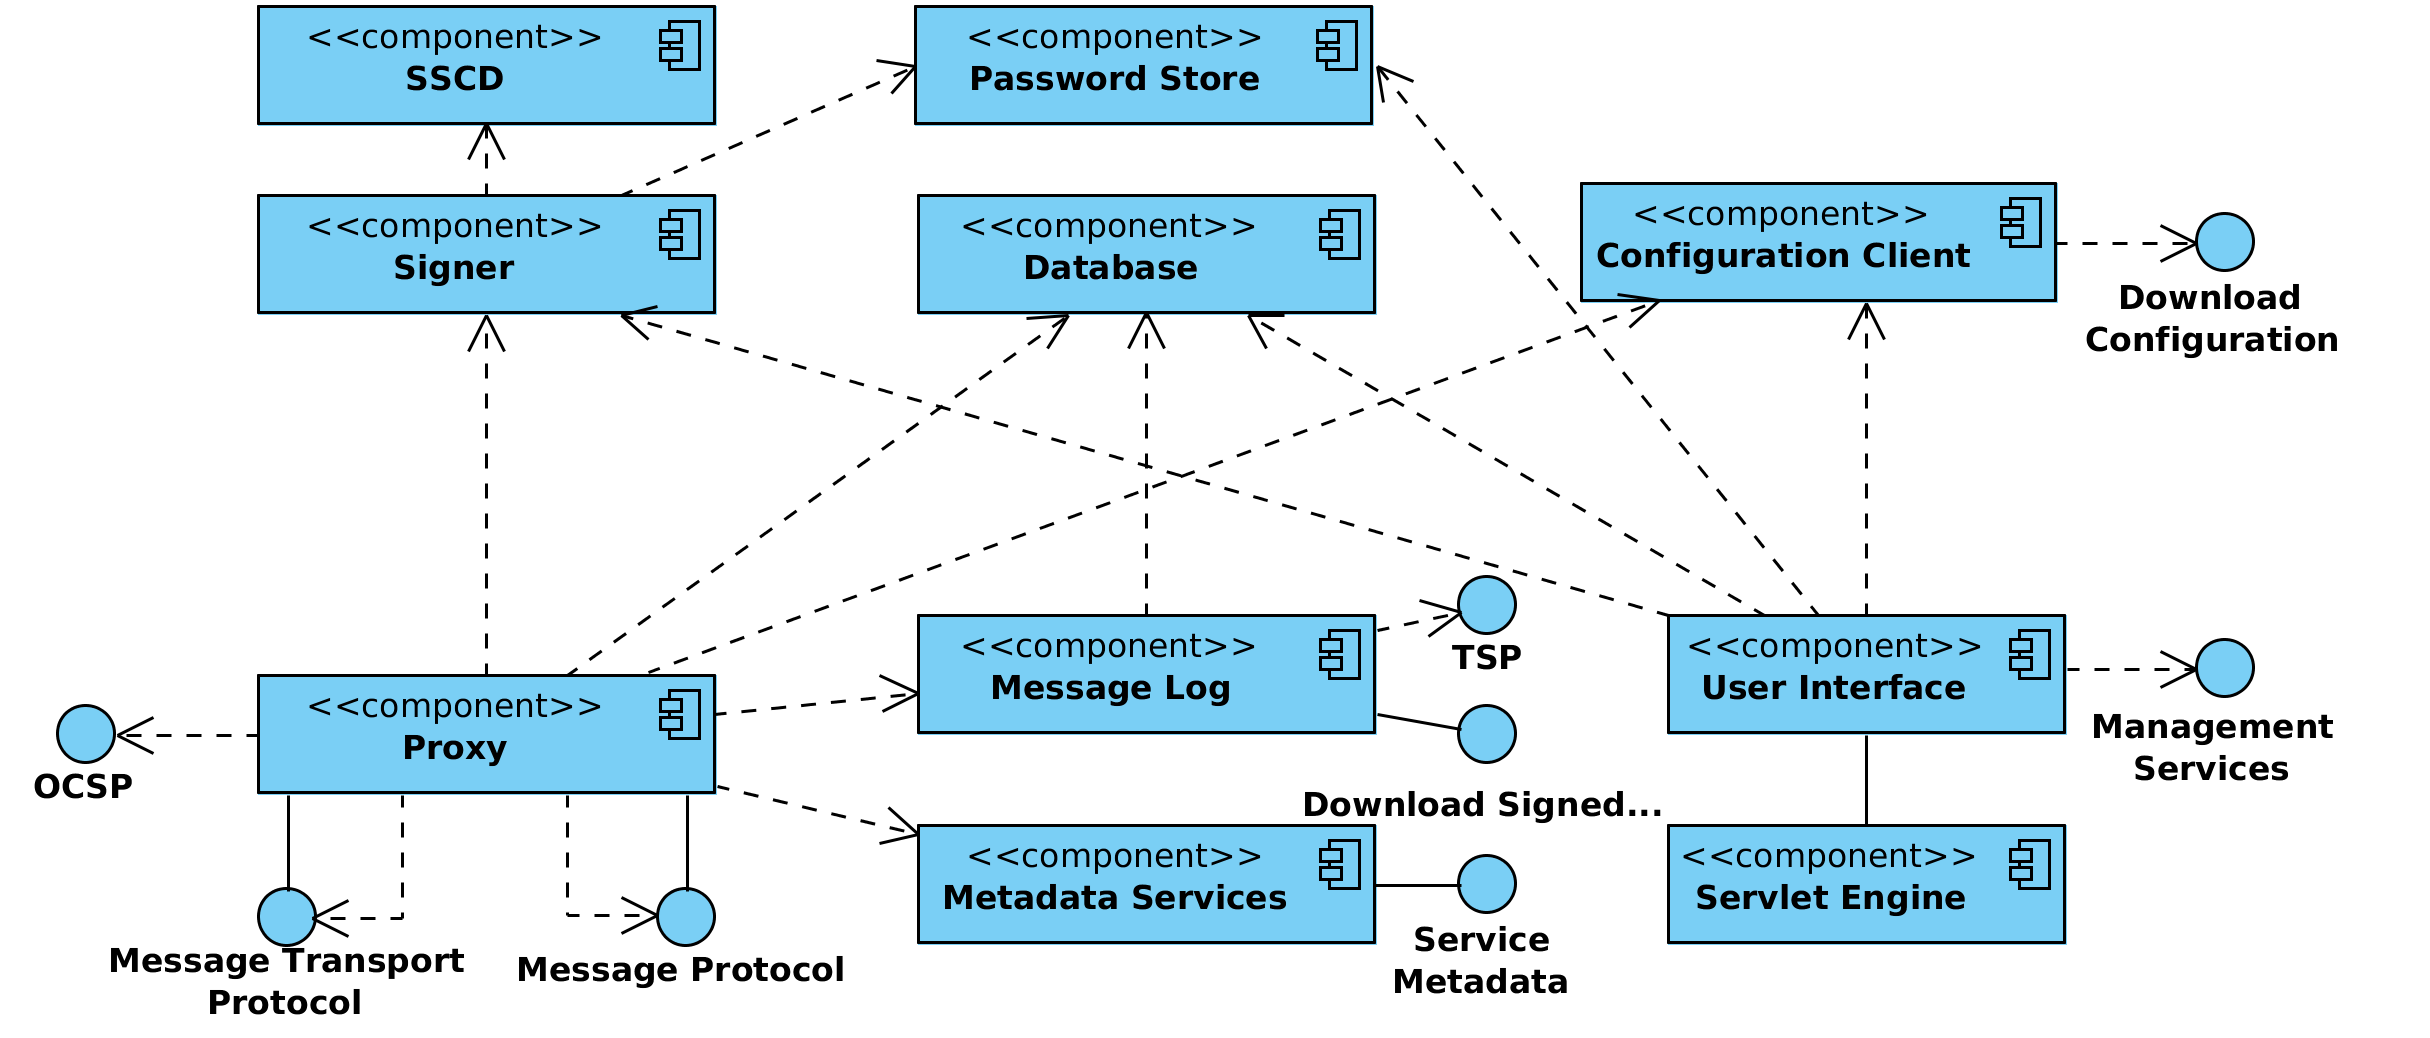 <<component>>
SSCD
<<component>>
Password Store
<<component>>
Signer
<<component>>
Database
<<component>>
Configuration Client
Download
Configuration
<<component>>
Proxy
OCSP
<<component>>
Message Log
TSP
Download Signed...
<<component>>
User Interface
Management
Services
<<component>>
Metadata Services
Service
Metadata
<<component>>
Servlet Engine
Message Transport
Protocol
Message Protocol